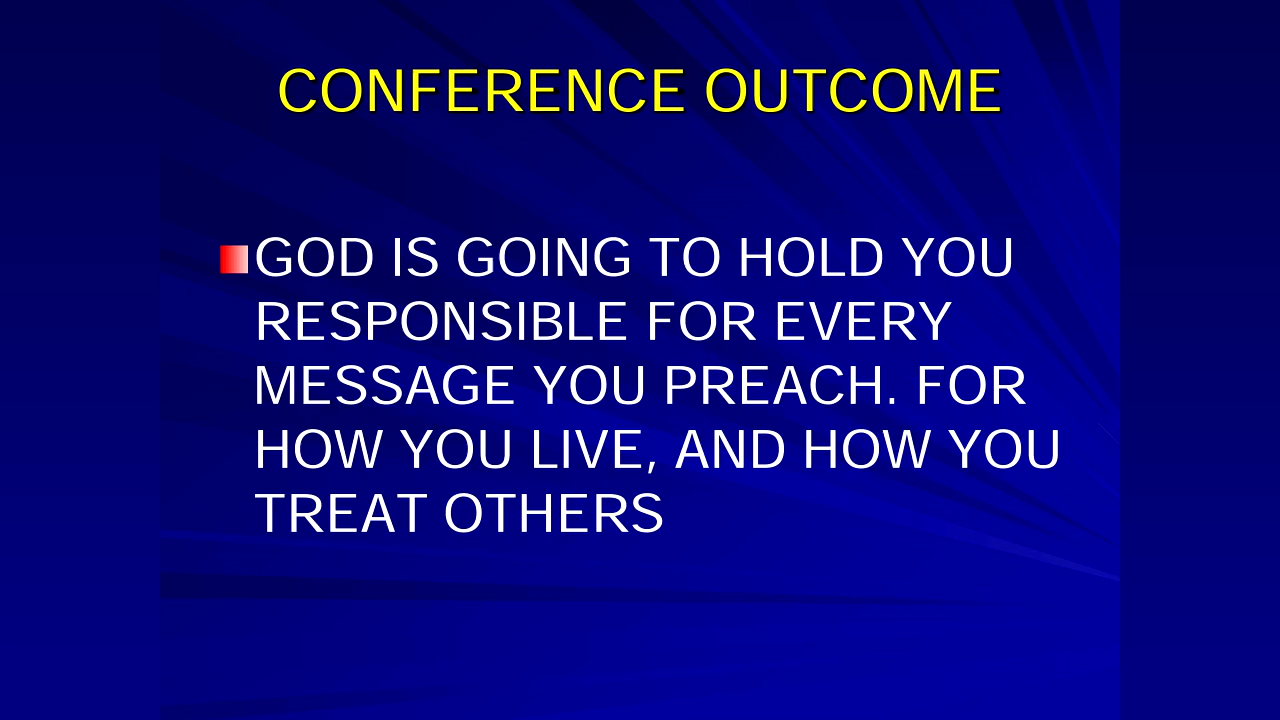 CONFERENCE OUTCOME
GOD IS GOING TO HOLD YOU
RESPONSIBLE FOR EVERY
MESSAGE YOU PREACH. FOR
HOW YOU LIVE, AND HOW YOU
TREAT OTHERS